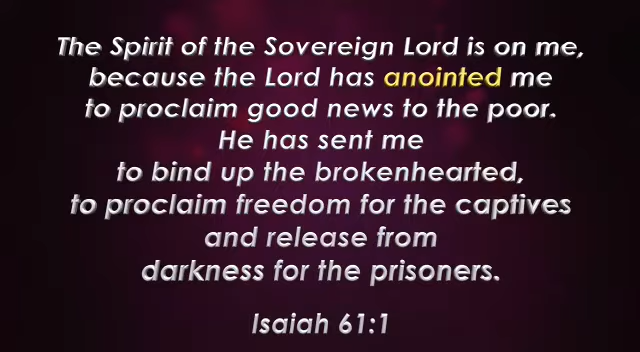 The Spirit of the Sovereign Lord is on me,
because the Lord has anointed me
to proclaim good news to the poor.
He has sent me
to bind up the brokenhearted,
to proclaim freedom for the captives
and release from
darkness for the prisoners.
Isaiah 61:1